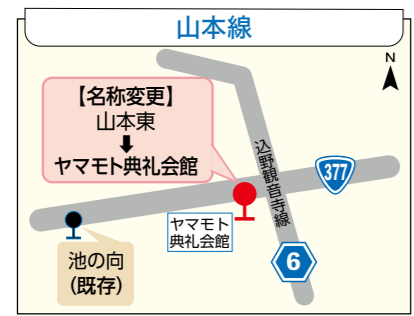 山本線
N
【名称変更】
山本東
⬇
ヤマモト典礼会館
込野観音寺線
377
ヤマモト
典礼会館
6
池の向
(既存)